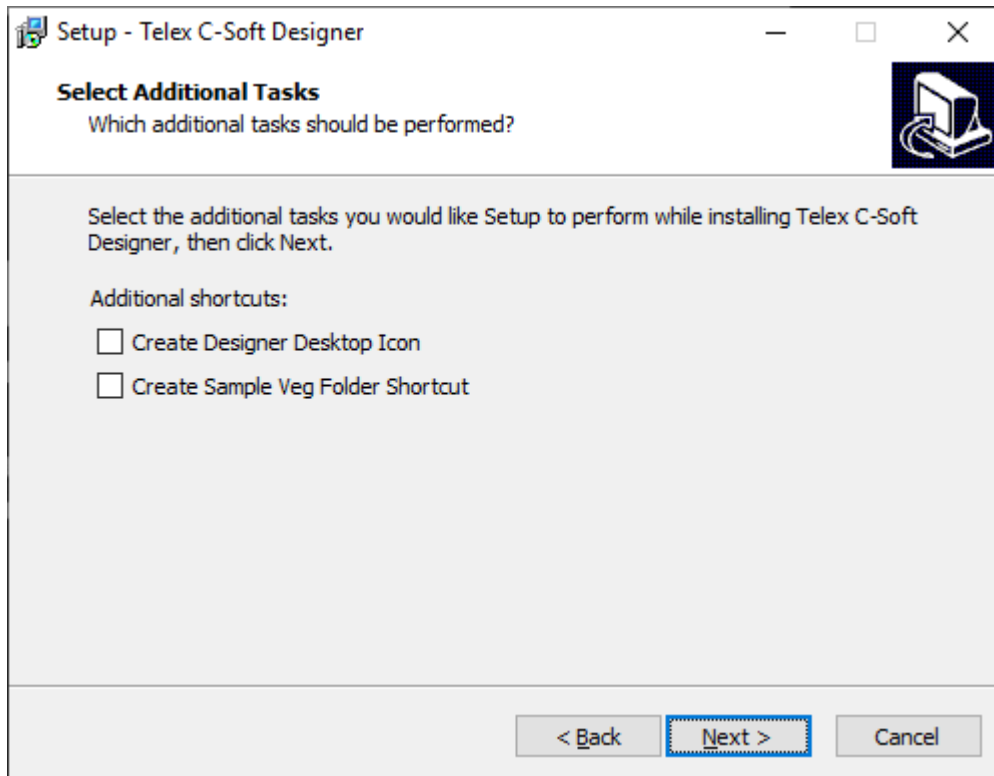 Setup - Telex C-Soft Designer
Select Additional Tasks
Which additional tasks should be performed?
Select the additional tasks you would like Setup to perform while installing Telex C-Soft
Designer, then click Next.
Additional shortcuts:
Create Designer Desktop Icon
Create Sample Veg Folder Shortcut
< Back
Next >
Cancel